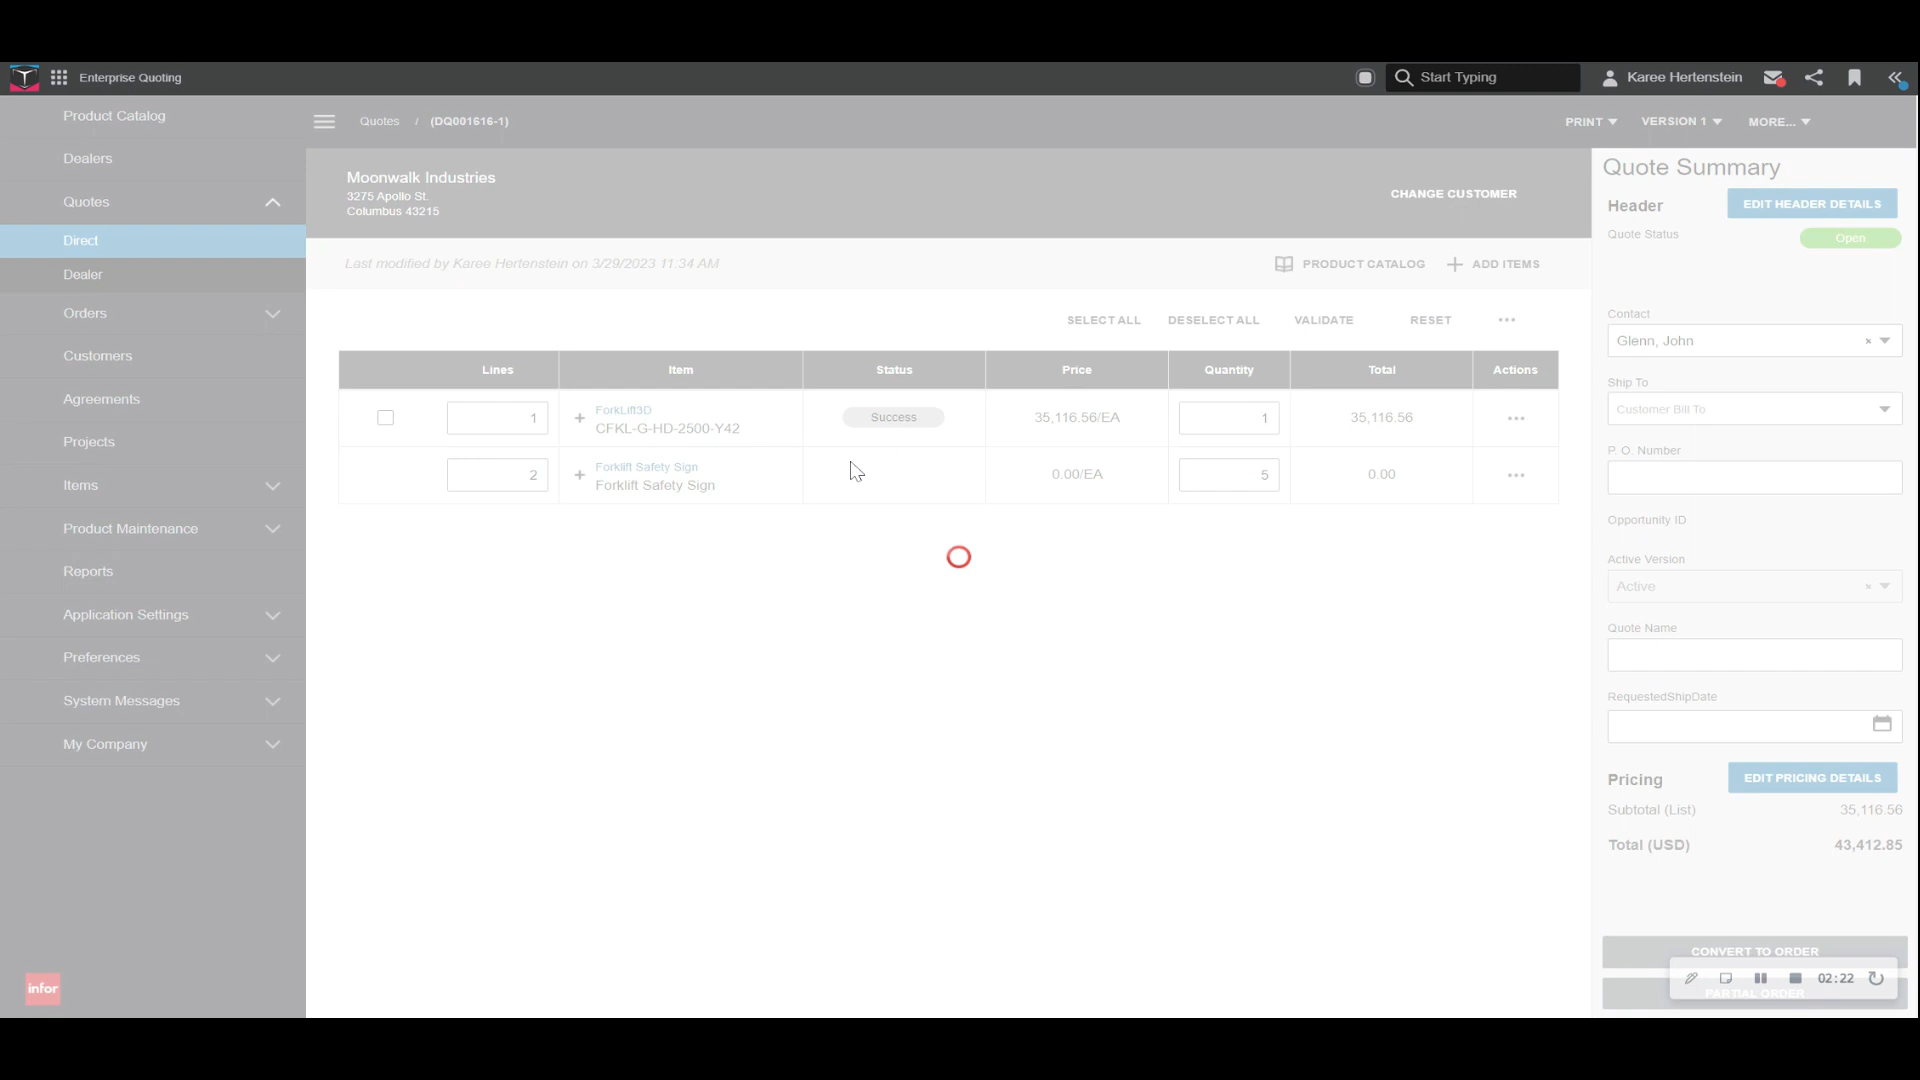 Enterprise Quoting
Start Typing
Karee Hertenstein
Product Catalog
Dealers
Quotes
Direct
Dealer
Orders
Customers
Agreements
Projects
Items
Product Maintenance
Reports
Application Settings
Preferences
System Messages
My Company
infor
Quotes / (DQ001616-1)
PRINT
VERSION 1
MORE...
Moonwalk Industries
3275 Apollo St.
Columbus 43215
CHANGE CUSTOMER
Last modified by Karee Hertenstein on 3/29/2023 11:34 AM
PRODUCT CATALOG
ADD ITEMS
SELECT ALL
DESELECT ALL
VALIDATE
RESET
Lines Item Status Price Quantity Total Actions
1 ForkLift3D Success 35,116.56/EA 1 35,116.56
CFKL-G-HD-2500-Y42
2 Forklift Safety Sign 0.00/EA 5 0.00
Forklift Safety Sign
Quote Summary
Header
EDIT HEADER DETAILS
Quote Status
Open
Contact
Glenn, John
Ship To
Customer Bill To
P. O. Number
Opportunity ID
Active Version
Active
Quote Name
RequestedShipDate
Pricing
EDIT PRICING DETAILS
Subtotal (List) 35,116.56
Total (USD) 43,412.85
CONVERT TO ORDER
02:22
PARTIAL ORDER